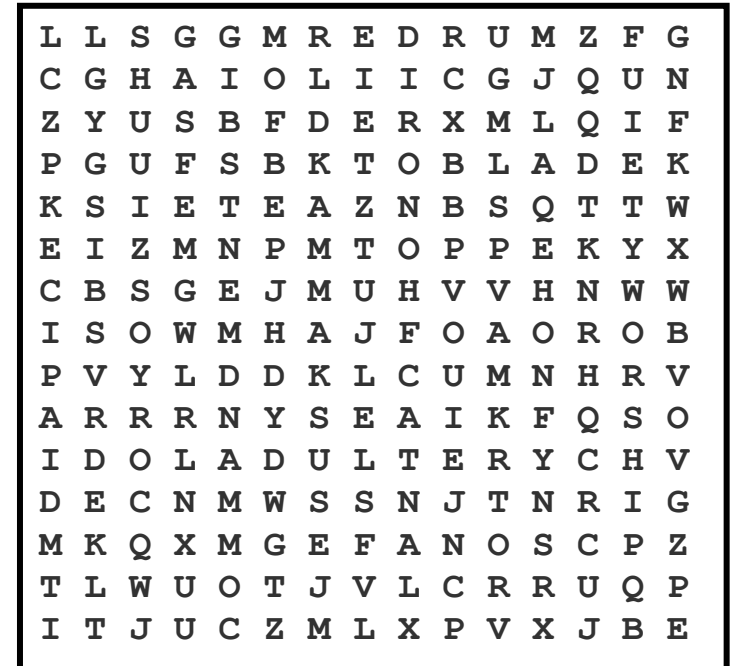 L L S G G M R E D R U M Z F G
C G H A I O L I I C G J Q U N
Z Y U S B F D E R X M L Q I F
P G U F S B K T O B L A D E K
K S I E T E A Z N B S Q T T W
E I Z M N P M T O P P E K Y X
C B S G E J M U H V V H N W W
I S O W M H A J F O A O R O B
P V Y L D D K L C U M N H R V
A R R R N Y S E A I K F Q S O
I D O L A D U L T E R Y C H V
D E C N M W S S N J T N R I G
M K Q X M G E F A N O S C P Z
T L W U O T J V L C R R U Q P
I T J U C Z M L X P V X J B E